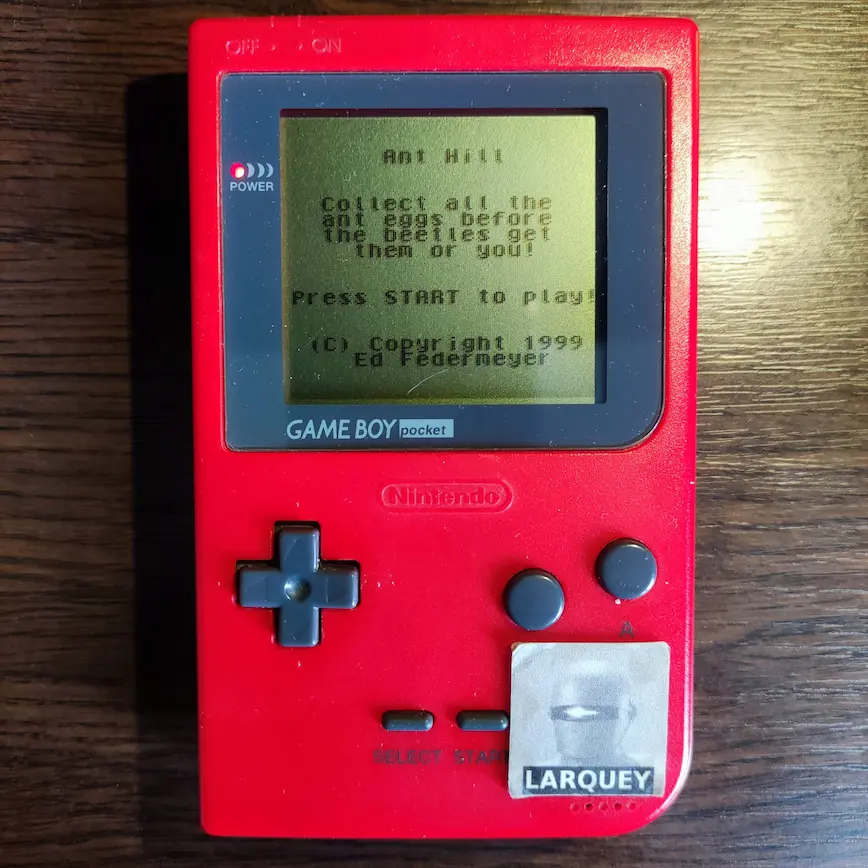 OFF ON
POWER
Ant Hill
Collect all the
ant eggs before
the beetles get
them or you!
Press START to play!
(C) Copyright 1999
Ed Federmeyer
GAME BOY pocket
Nintendo
A
SELECT START
LARQUEY